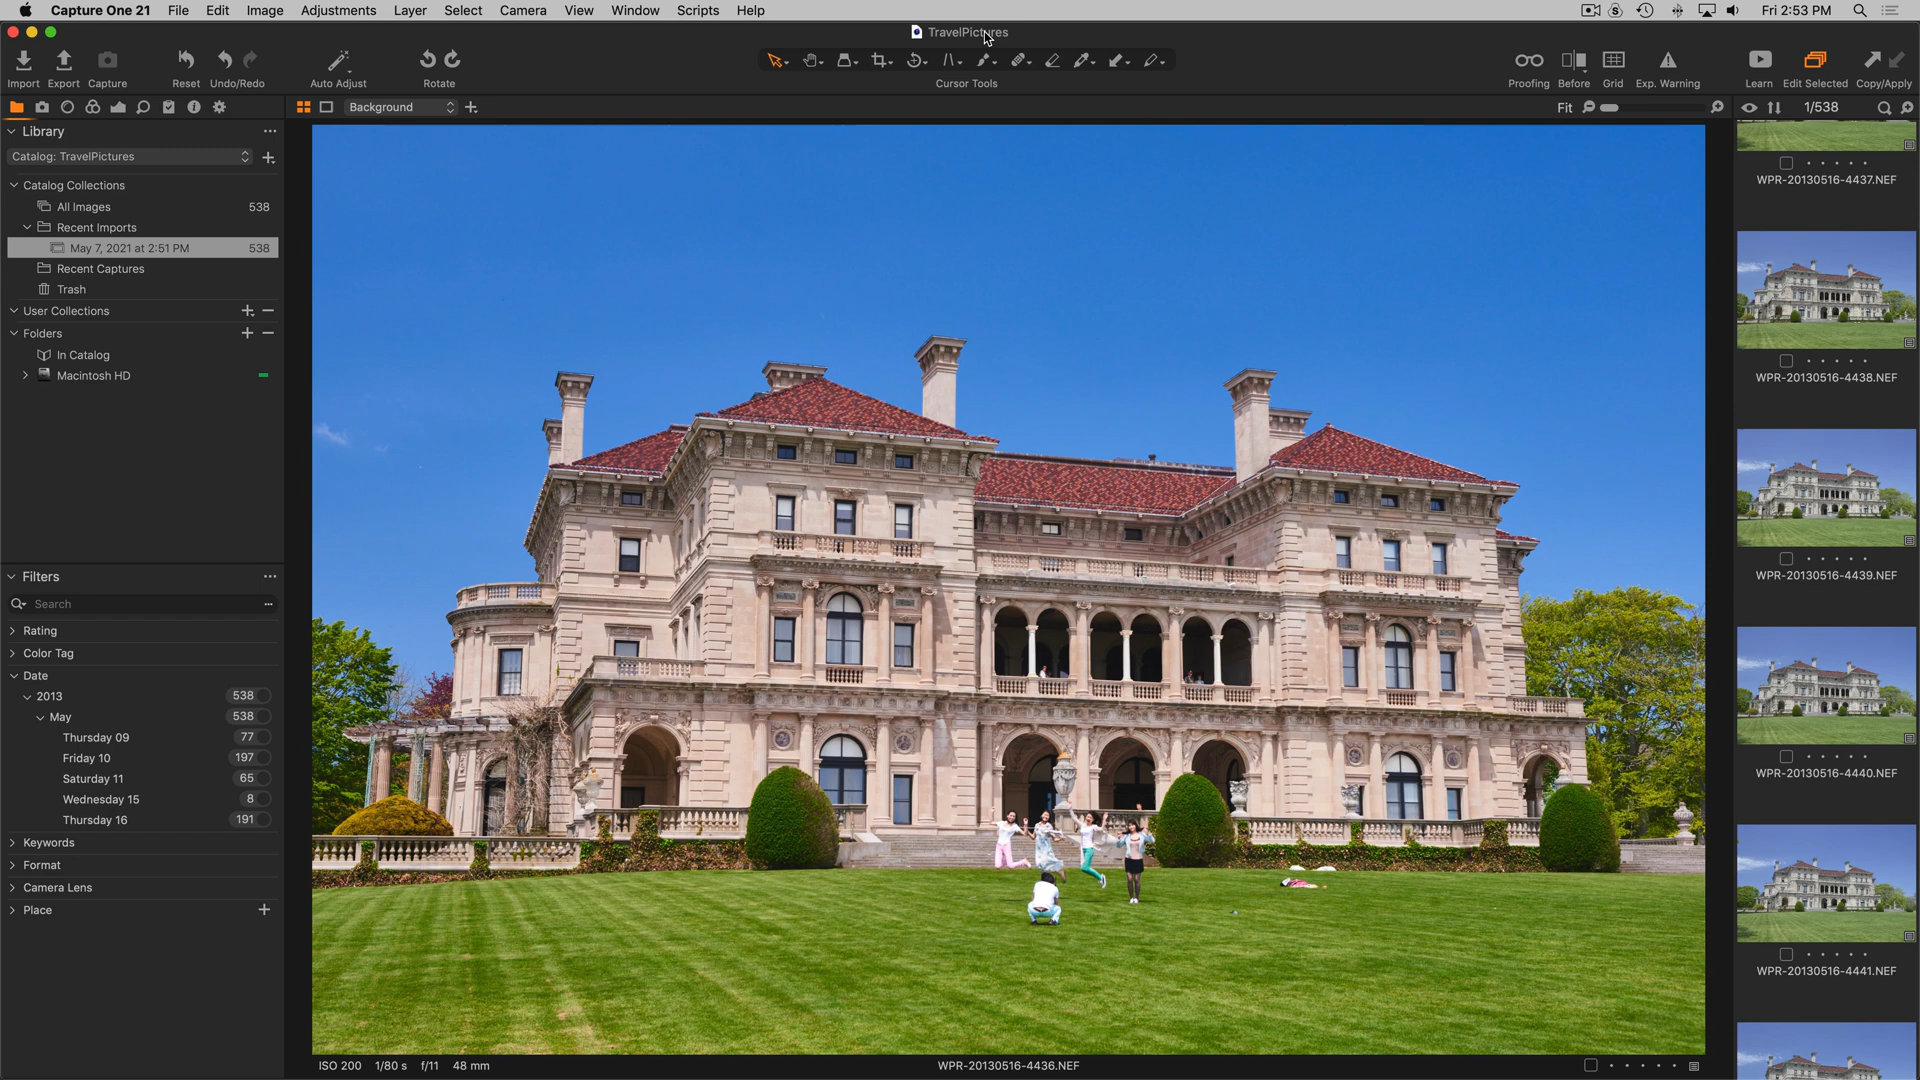 Capture One 21 File Edit Image Adjustments Layer Select Camera View Window Scripts Help Fri 2:53 PM
TravelPictures
Import Export Capture Reset Undo/Redo Auto Adjust Rotate Cursor Tools Proofing Before Grid Exp. Warning Learn Edit Selected Copy/Apply
Background Fit 1/538
Library
Catalog: TravelPictures
Catalog Collections
All Images 538
Recent Imports
May 7, 2021 at 2:51 PM 538
Recent Captures
Trash
User Collections
Folders
In Catalog
Macintosh HD
Filters
Search
Rating
Color Tag
Date
2013 538
May 538
Thursday 09 77
Friday 10 197
Saturday 11 65
Wednesday 15 8
Thursday 16 191
Keywords
Format
Camera Lens
Place
ISO 200 1/80 s f/11 48 mm WPR-20130516-4436.NEF
WPR-20130516-4437.NEF
WPR-20130516-4438.NEF
WPR-20130516-4439.NEF
WPR-20130516-4440.NEF
WPR-20130516-4441.NEF